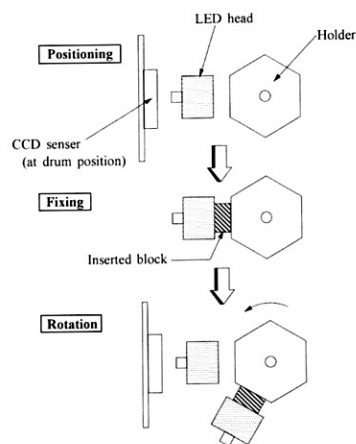 LED head
Positioning
Holder
CCD senser
(at drum position)
Fixing
Inserted block
Rotation